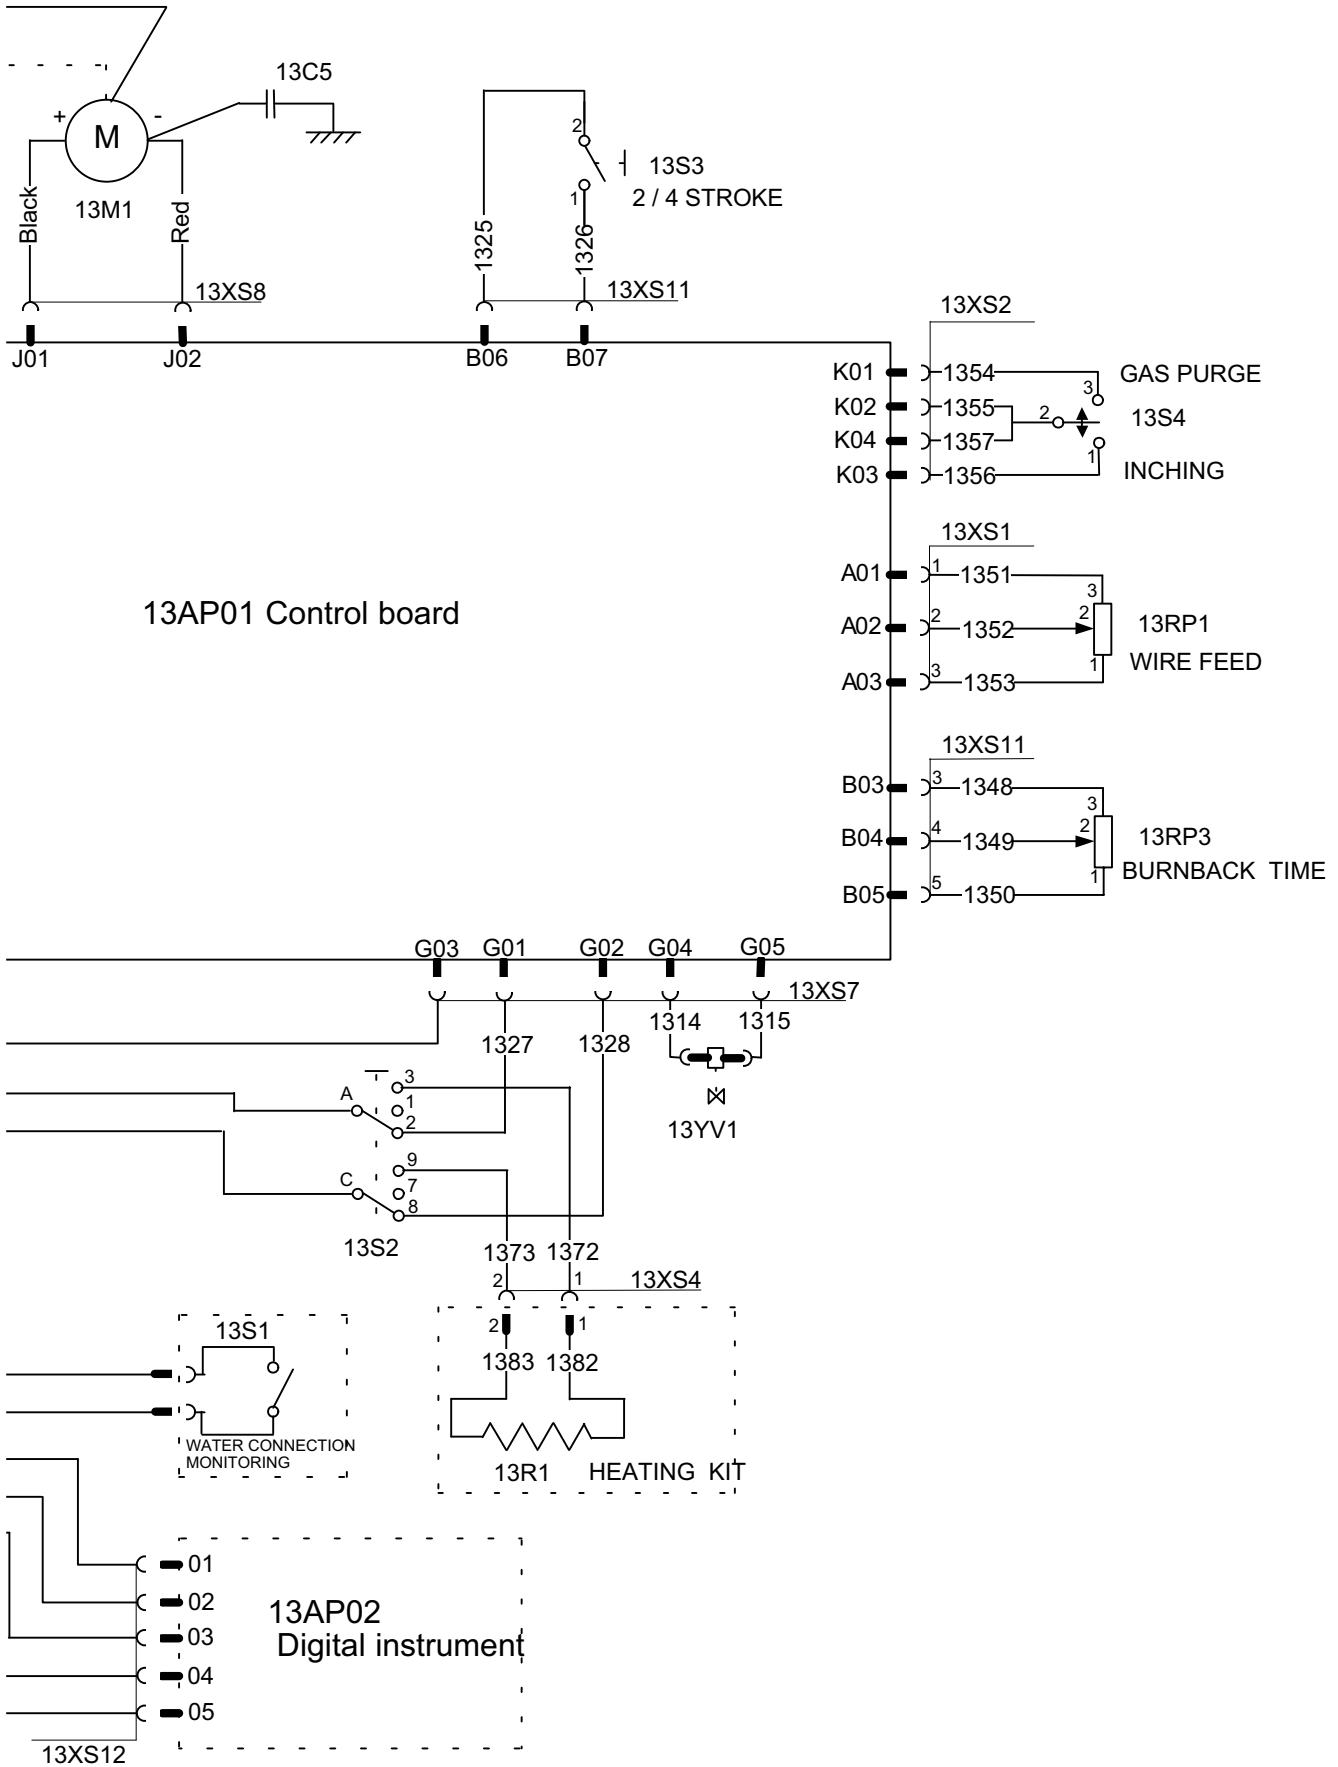 13C5
+
-
M
2
13S3
2 / 4 STROKE
1
13M1
Black
Red
1325
1326
13XS8
13XS11
J01
J02
B06
B07
13XS2
K01
1354
3
GAS PURGE
K02
1355
2
13S4
K04
1357
1
K03
1356
INCHING
13XS1
A01
1
1351
3
13AP01 Control board
A02
2
1352
2
13RP1
WIRE FEED
1
A03
3
1353
13XS11
B03
3
1348
3
B04
4
1349
2
13RP3
BURNBACK TIME
1
B05
5
1350
G03
G01
G02
G04
G05
13XS7
1314
1315
1327
1328
A
3
1
2
13YV1
C
9
7
8
13S2
1373
1372
2
1
13XS4
13S1
2
1
1383
1382
WATER CONNECTION
MONITORING
13R1
HEATING KIT
01
02
13AP02
03
Digital instrument
04
05
13XS12